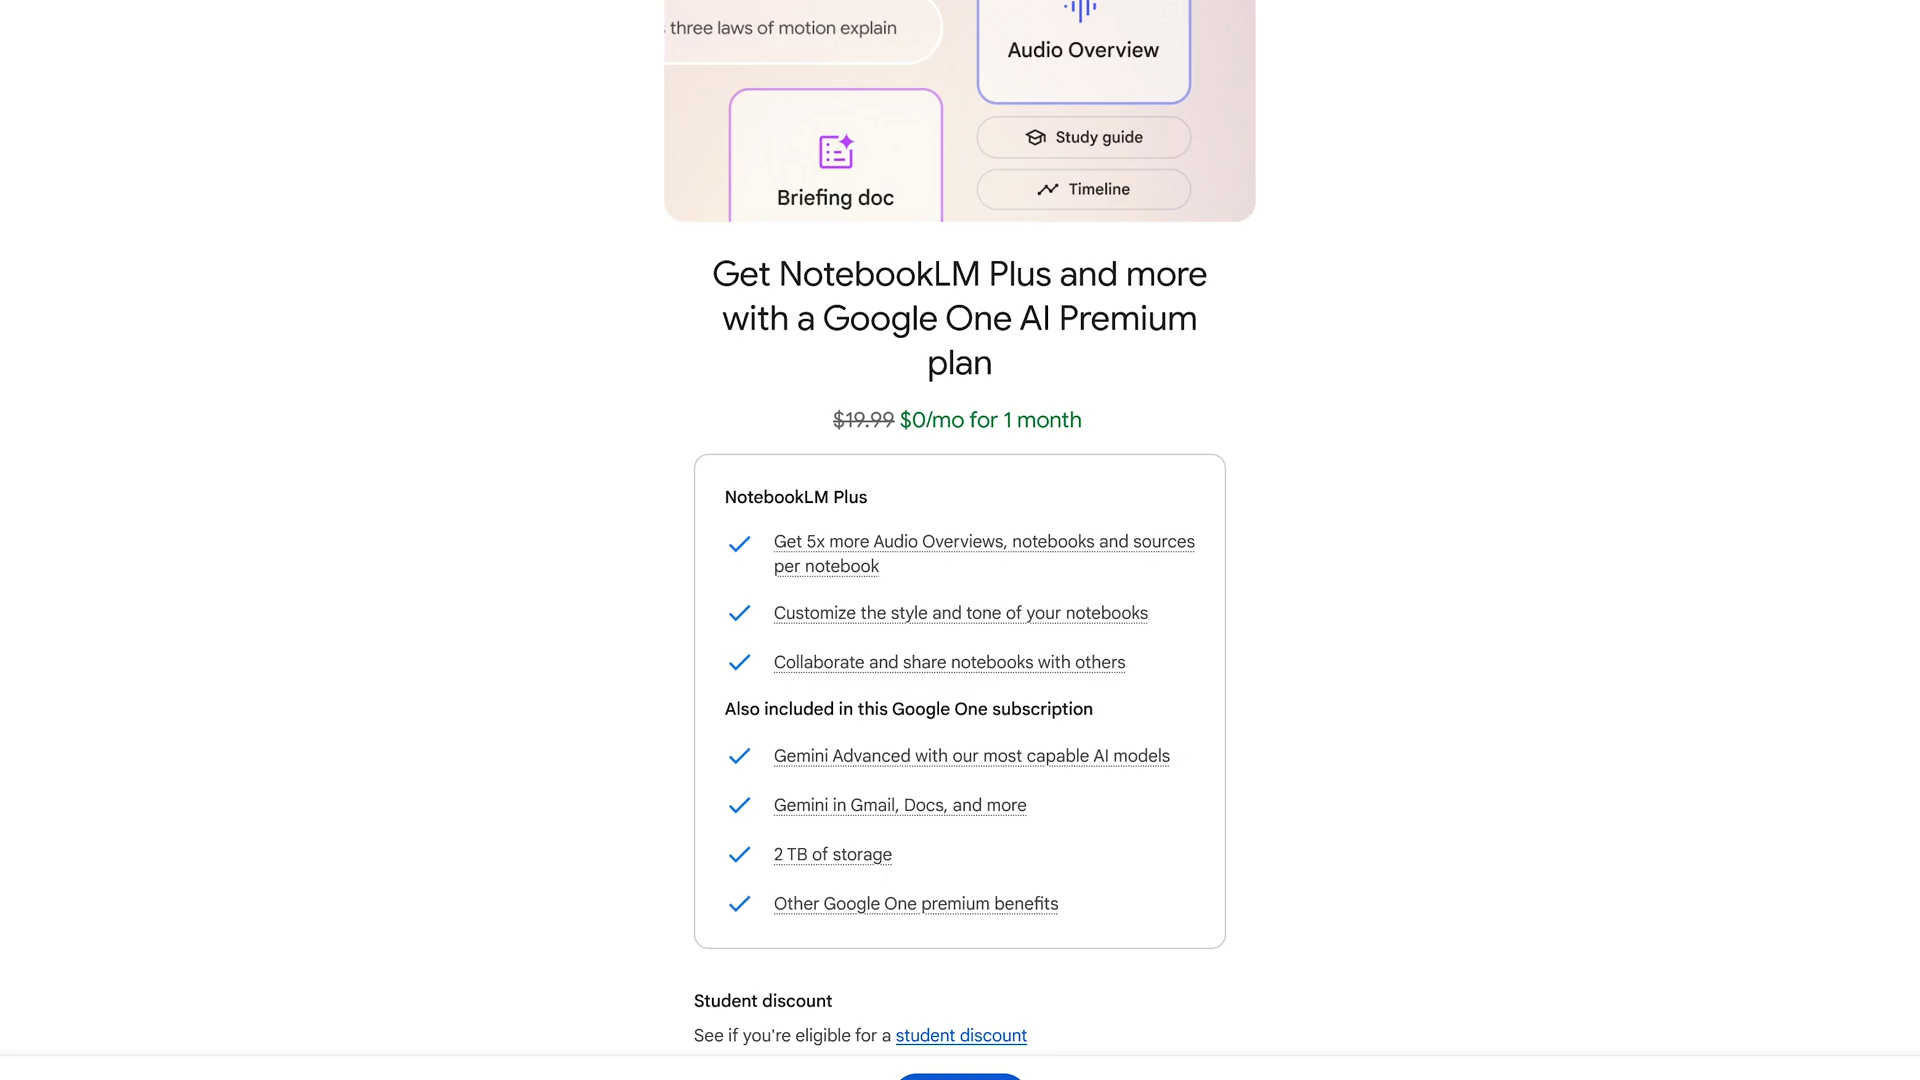 three laws of motion explain
Audio Overview
Study guide
Timeline
Briefing doc
Get NotebookLM Plus and more
with a Google One AI Premium
plan
$19.99 $0/mo for 1 month
NotebookLM Plus
Get 5x more Audio Overviews, notebooks and sources
per notebook
Customize the style and tone of your notebooks
Collaborate and share notebooks with others
Also included in this Google One subscription
Gemini Advanced with our most capable AI models
Gemini in Gmail, Docs, and more
2 TB of storage
Other Google One premium benefits
Student discount
See if you're eligible for a student discount